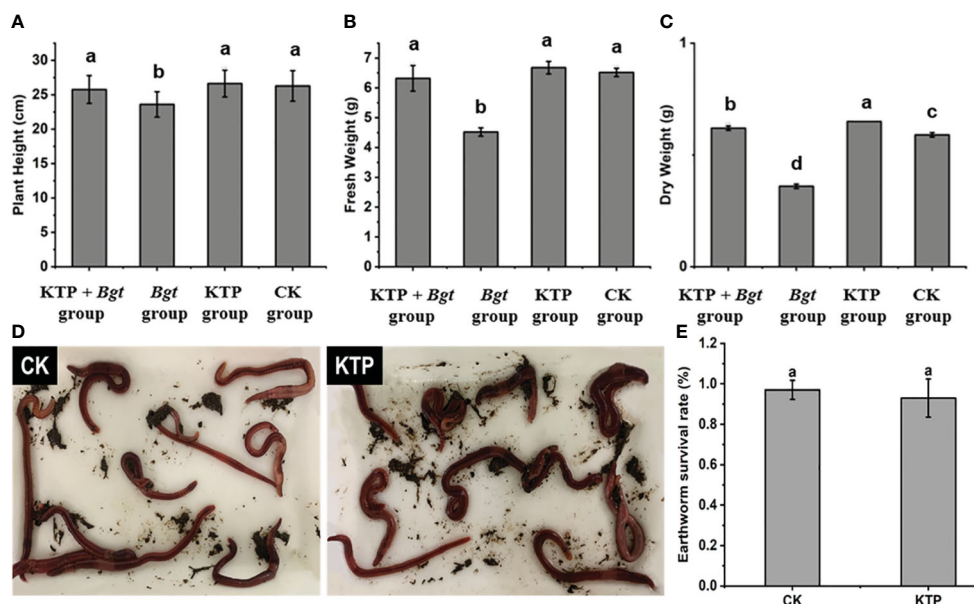 A
Plant Height (cm)
30
25
20
15
10
5
0
a
b
a
a
KTP + Bgt group
Bgt group
KTP group
CK group
B
Fresh Weight (g)
7
6
5
4
3
2
1
0
a
b
a
a
KTP + Bgt group
Bgt group
KTP group
CK group
C
Dry Weight (g)
1
0
b
d
a
c
KTP + Bgt group
Bgt group
KTP group
CK group
D
CK
KTP
E
Earthworm survival rate (%)
1.2
1.0
0.8
0.6
0.4
0.2
0.0
a
a
CK
KTP